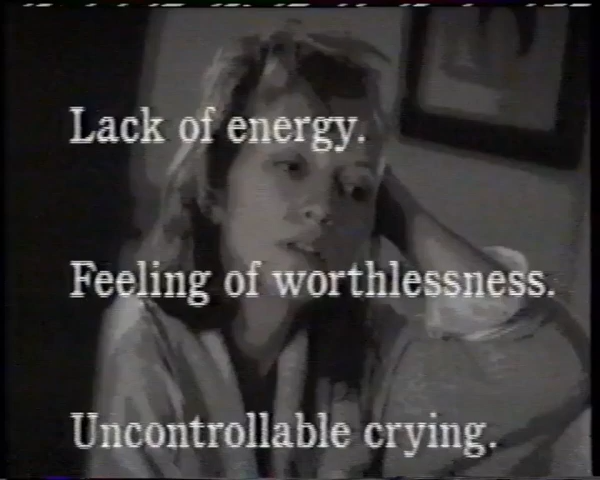 Lack of energy.
Feeling of worthlessness.
Uncontrollable crying.